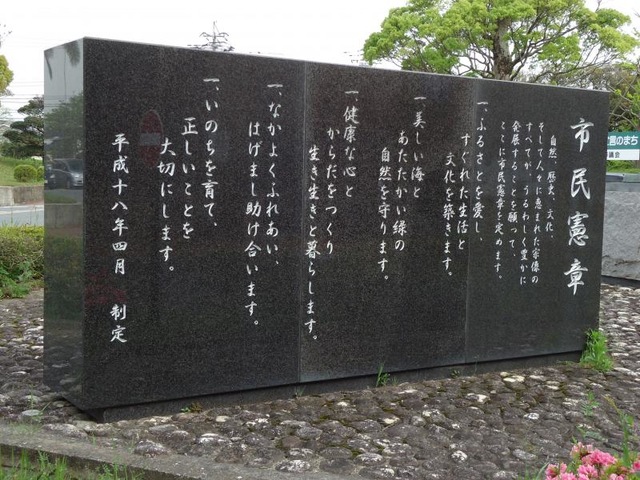 市民憲章
自然、歴史、文化、
そして人々に恵まれた宗像の
すべてが、うるわしく豊かに
発展することを願って、
ここに市民憲章を定めます。
一、ふるさとを愛し、
すぐれた生活と
文化を築きます。
一、美しい海と
あたたかい緑の
自然を守ります。
一、健康な心と
からだをつくり
生き生きと暮らします。
一、なかよくふれあい、
はげまし助け合います。
一、いのちを育て、
正しいことを
大切にします。
平成十八年四月 制定
宮のまち
議会